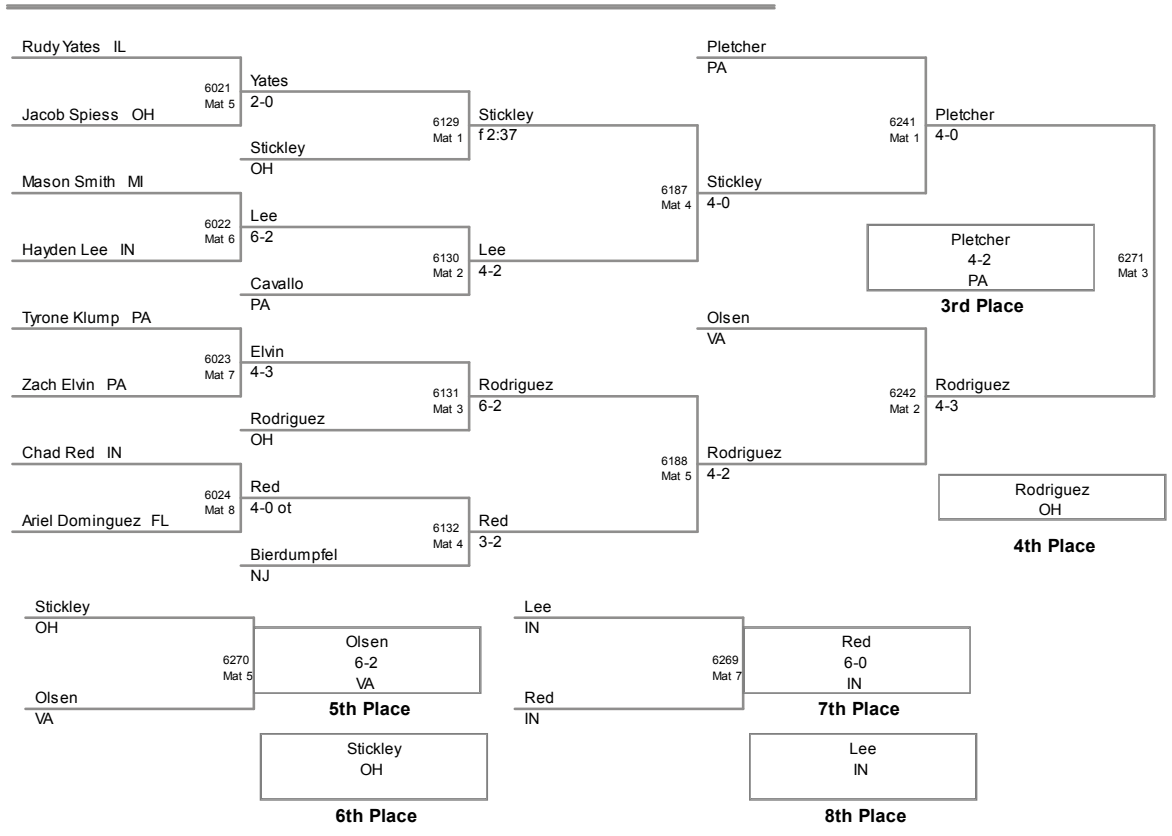 Rudy Yates IL
6021
Mat 5
Jacob Spiess OH
Yates
2-0
6129
Mat 1
Stickley
OH
Stickley
f 2:37
Mason Smith MI
6022
Mat 6
Hayden Lee IN
Lee
6-2
6130
Mat 2
Cavallo
PA
Lee
4-2
6187
Mat 4
Stickley
4-0
Pletcher
PA
6241
Mat 1
Pletcher
4-0
Tyrone Klump PA
6023
Mat 7
Zach Elvin PA
Elvin
4-3
6131
Mat 3
Rodriguez
OH
Rodriguez
6-2
Chad Red IN
6024
Mat 8
Ariel Dominguez FL
Red
4-0 ot
6132
Mat 4
Bierdumpfel
NJ
Red
3-2
6188
Mat 5
Rodriguez
4-2
Olsen
VA
6242
Mat 2
Rodriguez
4-3
6271
Mat 3
Pletcher
4-2
PA
3rd Place
Rodriguez
OH
4th Place
Stickley
OH
6270
Mat 5
Olsen
VA
Olsen
6-2
VA
5th Place
Stickley
OH
6th Place
Lee
IN
6269
Mat 7
Red
IN
Red
6-0
IN
7th Place
Lee
IN
8th Place